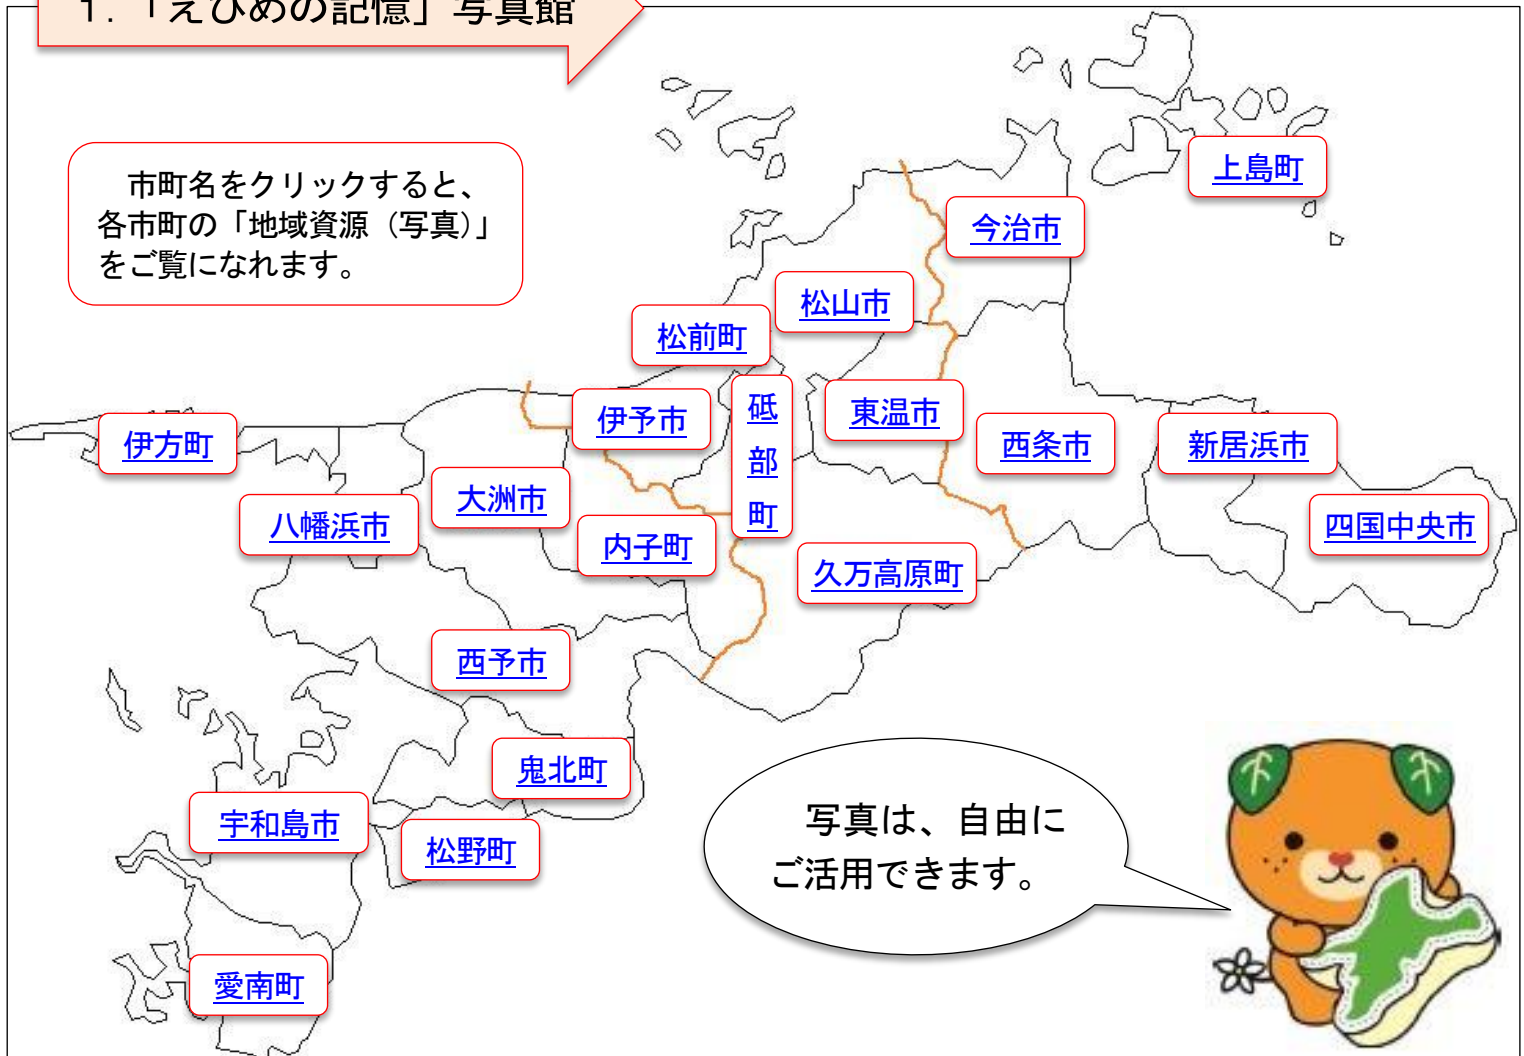 1.「えひめの記憶」写真館
市町名をクリックすると、
各市町の「地域資源（写真）」
をご覧になれます。
上島町
今治市
松山市
松前町
伊予市
砥部町
東温市
西条市
新居浜市
四国中央市
伊方町
八幡浜市
大洲市
内子町
久万高原町
西予市
鬼北町
宇和島市
松野町
愛南町
写真は、自由に
ご活用できます。